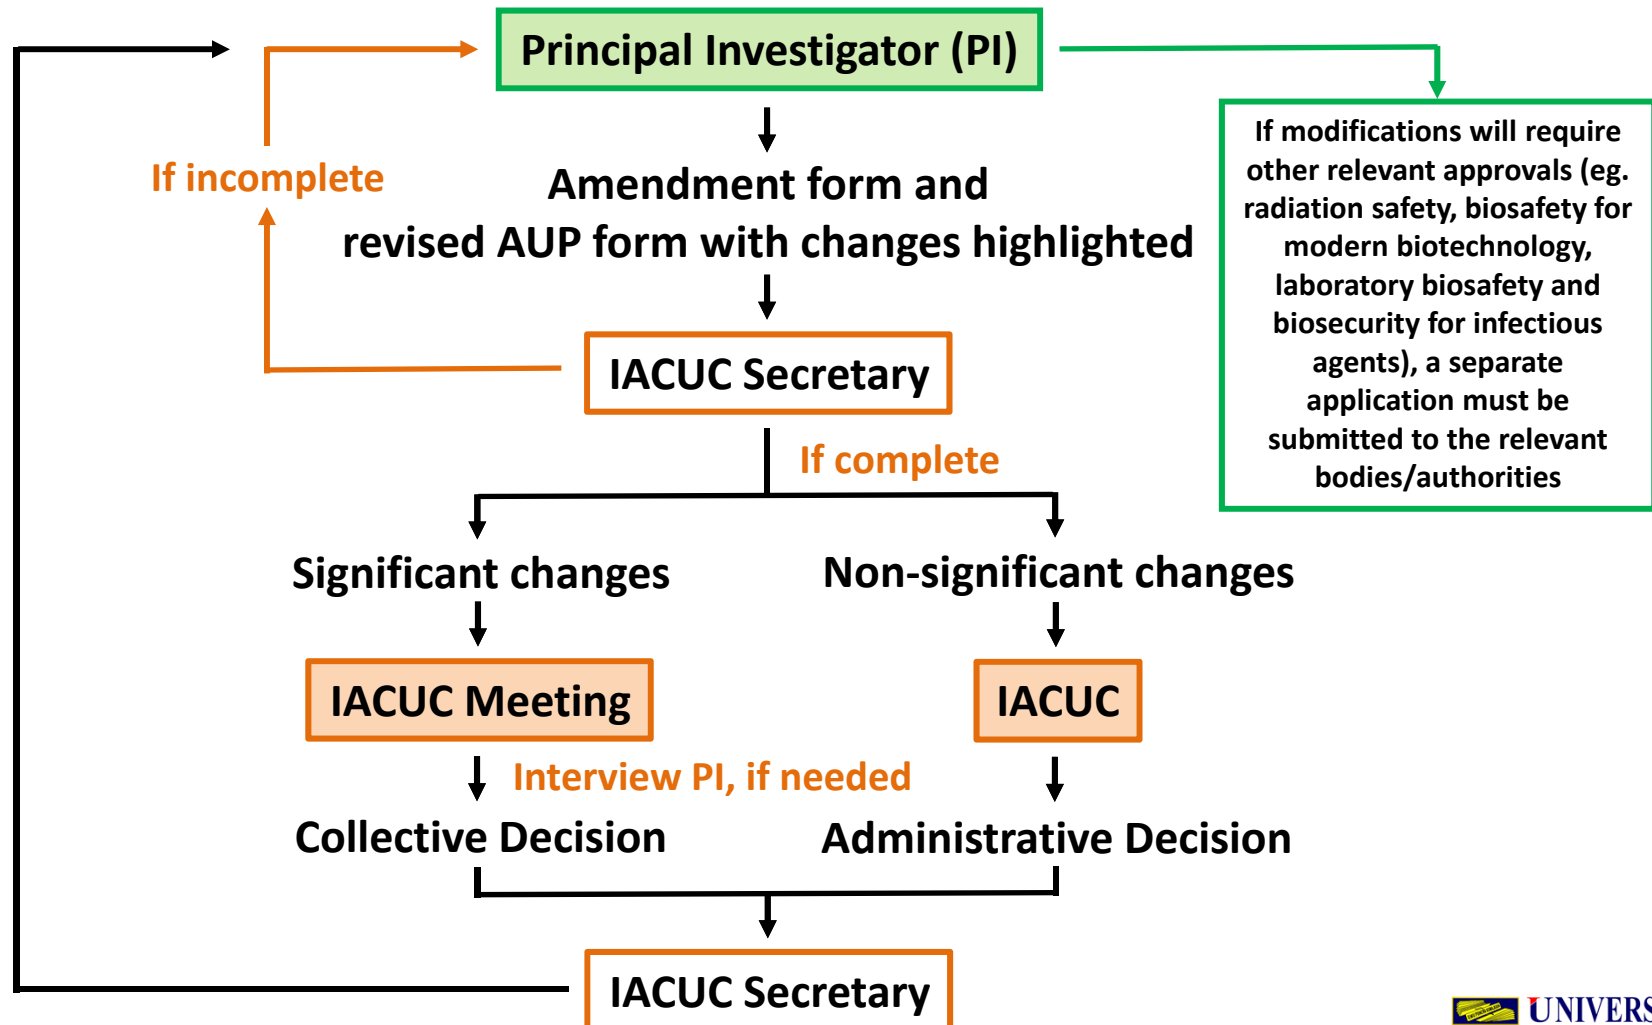 Principal Investigator (PI)
If incomplete
Amendment form and
revised AUP form with changes highlighted
If modifications will require
other relevant approvals (eg.
radiation safety, biosafety for
modern biotechnology,
laboratory biosafety and
biosecurity for infectious
agents), a separate
application must be
submitted to the relevant
bodies/authorities
IACUC Secretary
If complete
Significant changes
Non-significant changes
IACUC Meeting
IACUC
Interview PI, if needed
Collective Decision
Administrative Decision
IACUC Secretary
UNIVERS